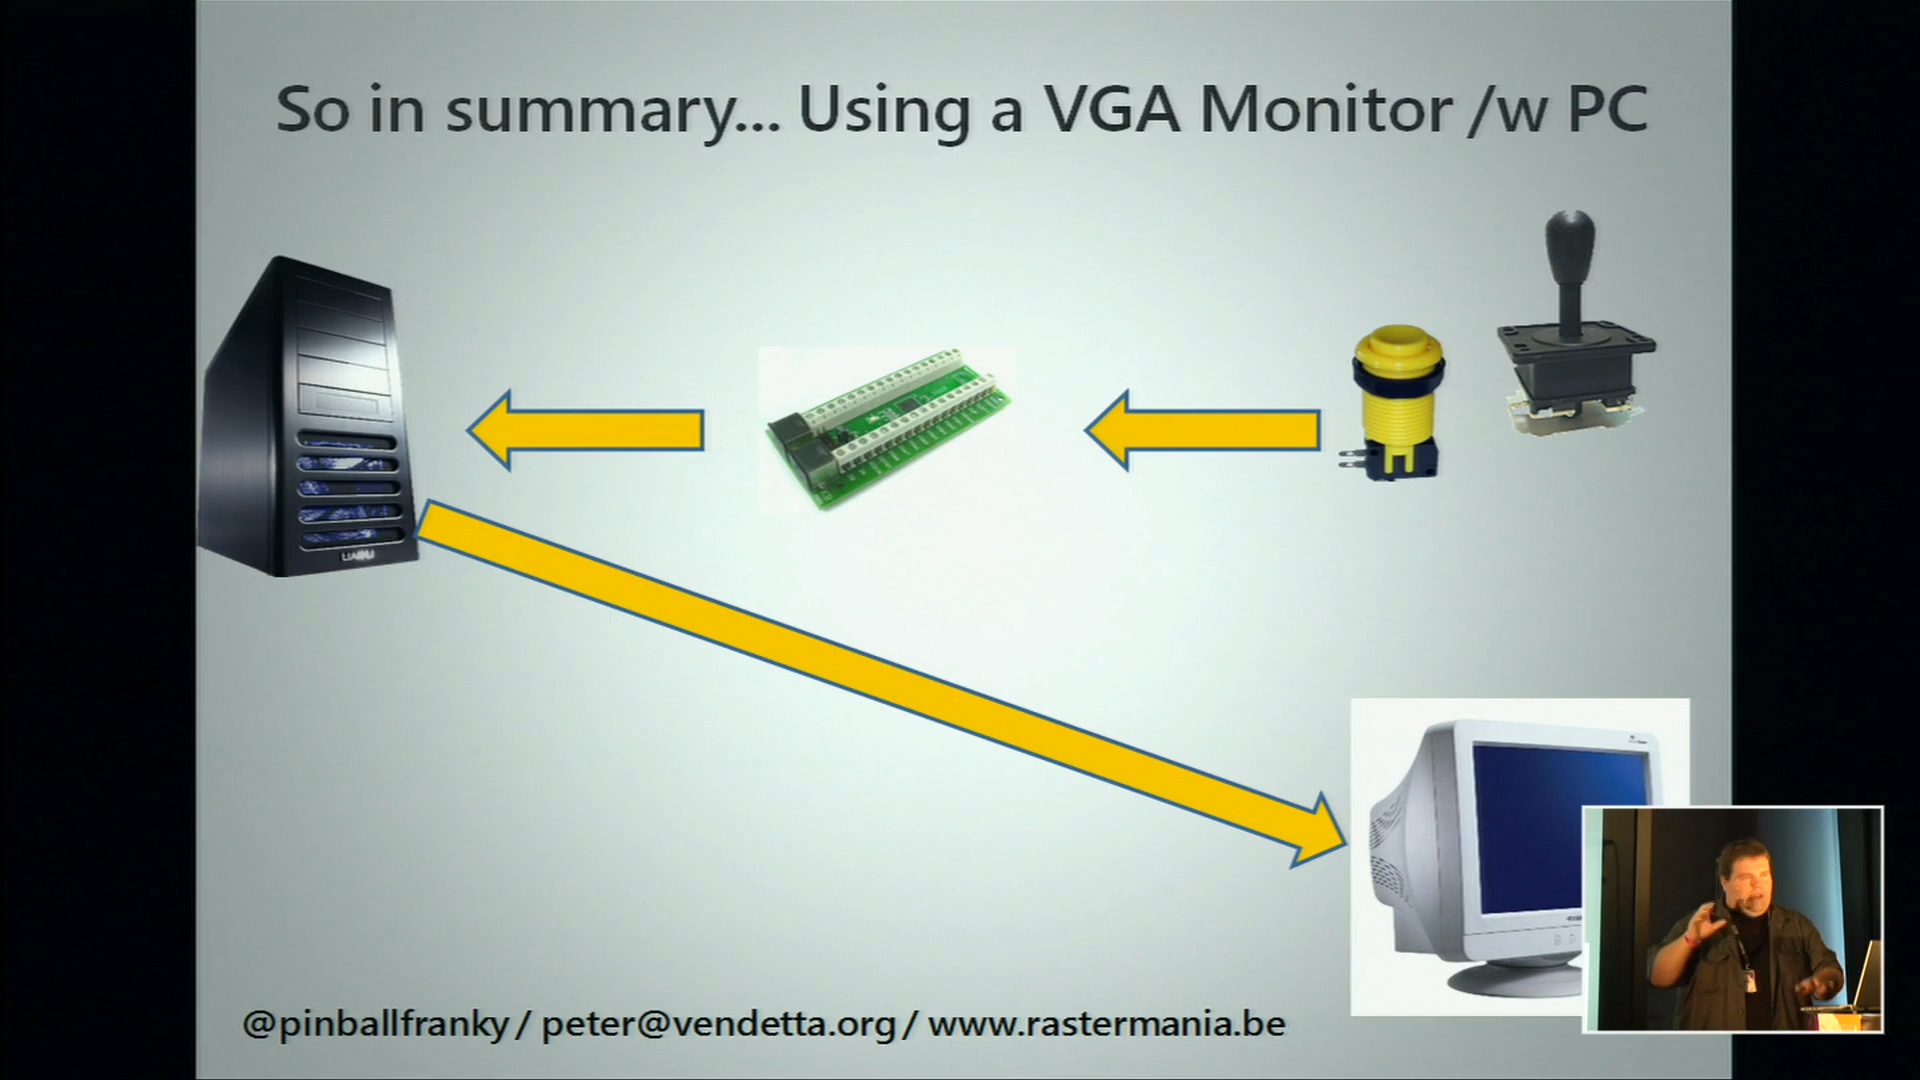 So in summary... Using a VGA Monitor /w PC
@pinballfranky / peter@vendetta.org / www.rastermania.be